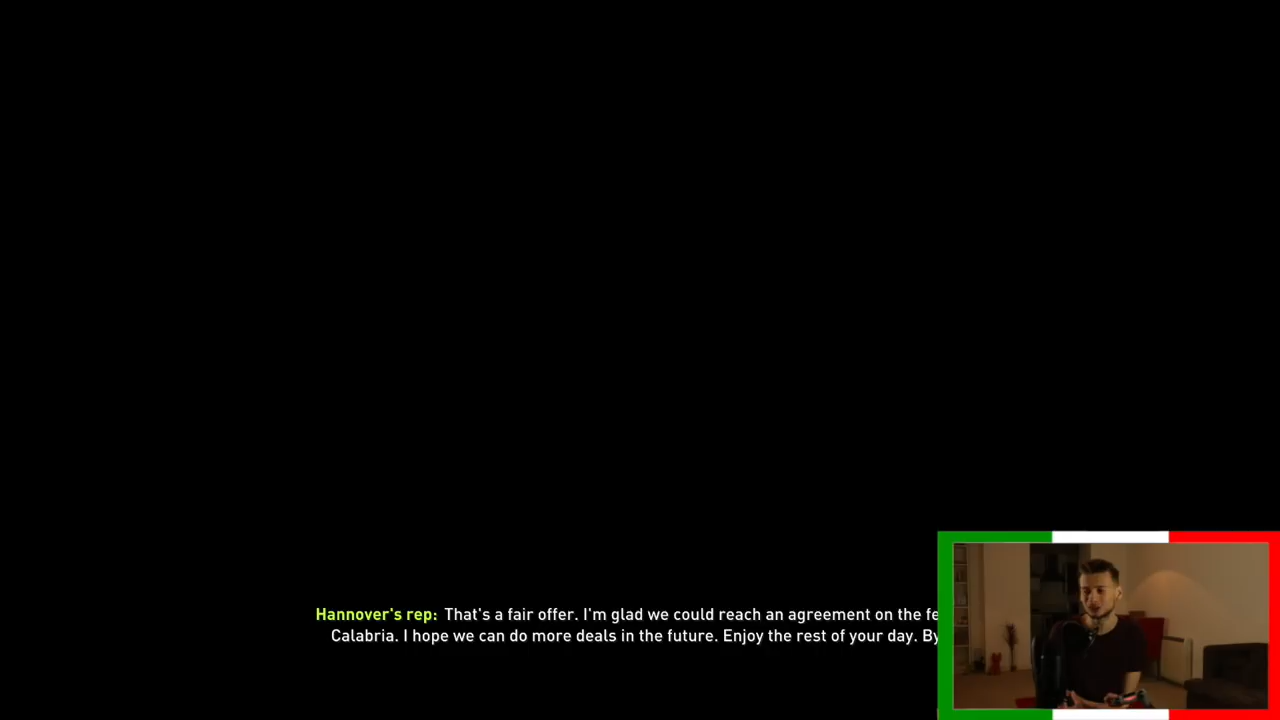 Hannover's rep: That's a fair offer. I'm glad we could reach an agreement on the
Calabria. I hope we can do more deals in the future. Enjoy the rest of your day.